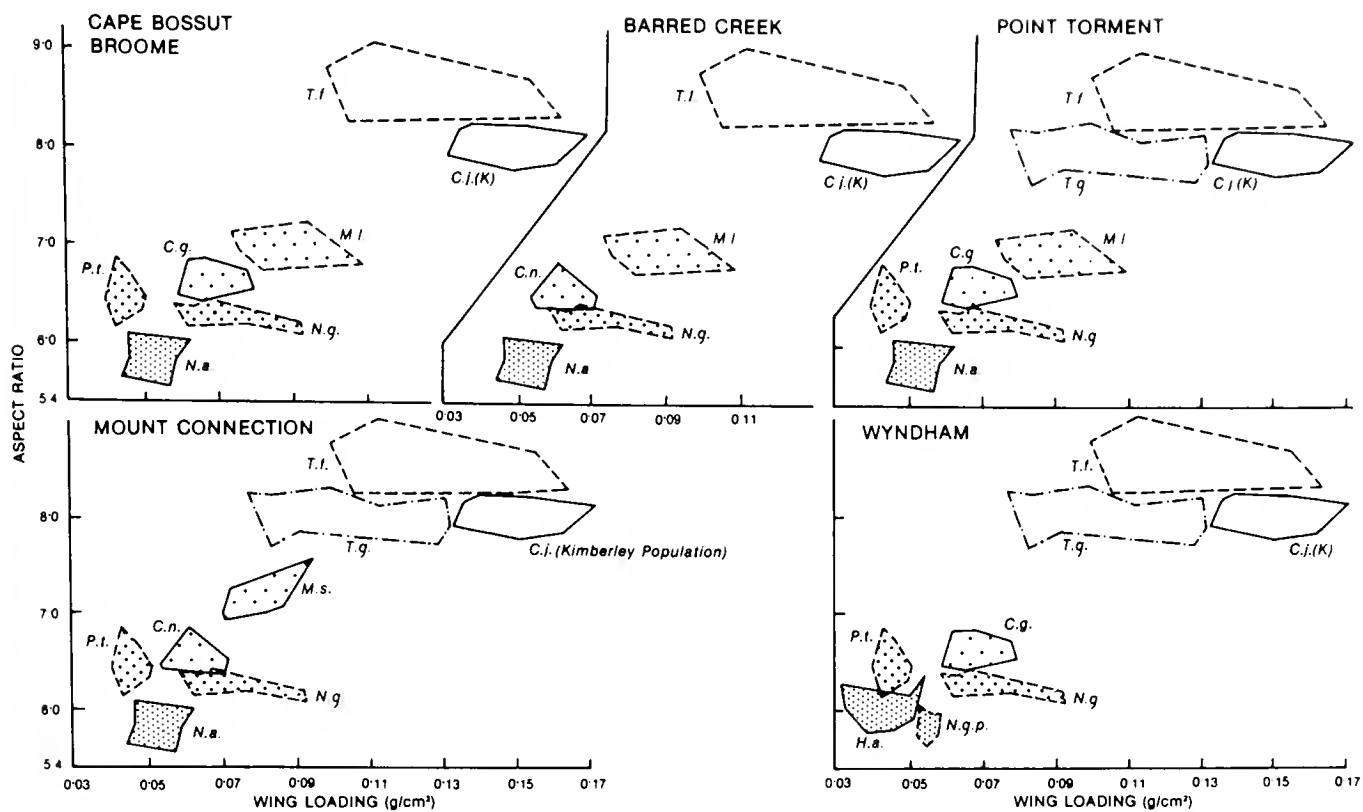 CAPE BOSSUT
BROOME
BARRED CREEK
POINT TORMENT
9·0
8·0
7·0
6·0
5 4
ASPECT RATIO
T.f
C.j.(K)
M l.
C.g.
P.t.
N.g.
N.a.
T.f.
C.j.(K)
M l
C.n.
N.g.
N.a
0·03
0·05
0·07
0·09
0·11
T.f
T.g
C j(K)
M l
C.g
P.t.
N.g
N.a.
MOUNT CONNECTION
WYNDHAM
8·0
7·0
6·0
5 4
T.f.
T.g.
C.j.(Kimberley Population)
M.s.
P.t.
C.n.
N.g.
N.a.
0·03
0·05
0·07
0·09
0·11
0·13
0·15
0·17
WING LOADING (g/cm²)
T.f.
T.g.
C.j.(K)
C.g.
P.t.
N.g
N.g.p.
H.a.
0·03
0·05
0·07
0·09
0·11
0·13
0·15
0·17
WING LOADING (g/cm²)